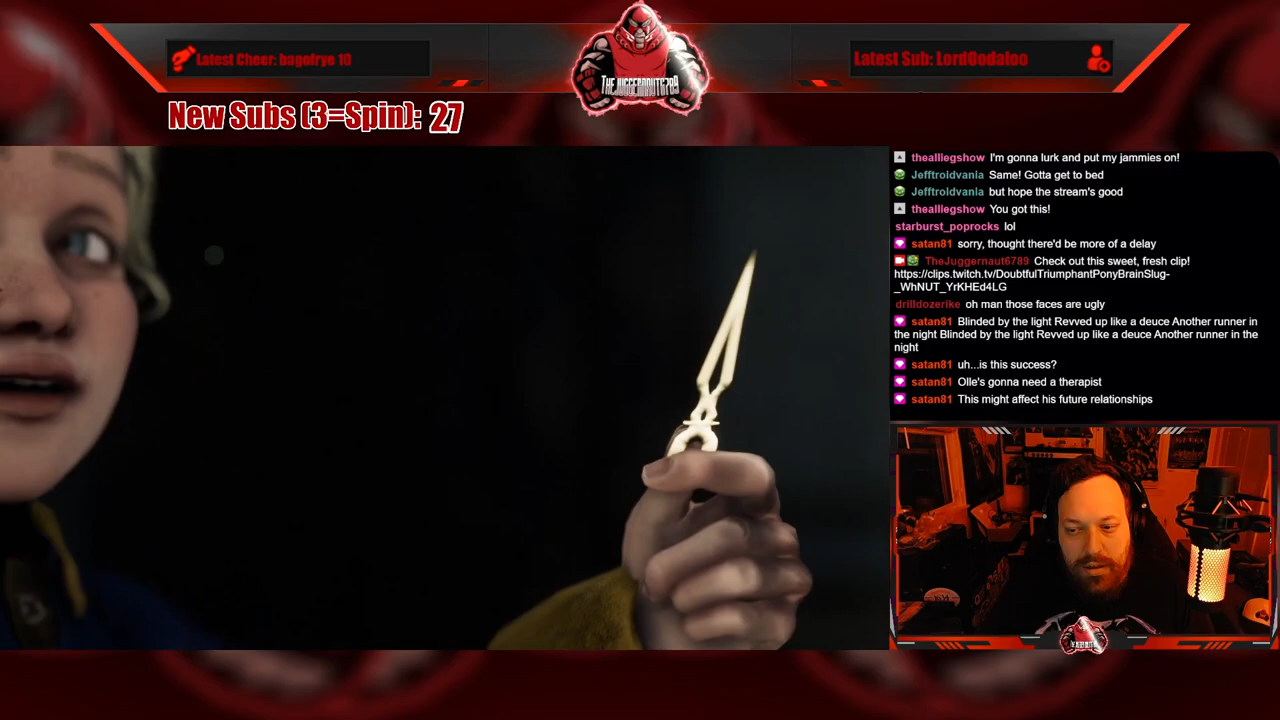 Latest Cheer: bagofrye 10
THEJUGGERNAUT6789
Latest Sub: LordOodaloo
New Subs (3=Spin): 27
thealliegshow I'm gonna lurk and put my jammies on!
Jefftroidvania Same! Gotta get to bed
Jefftroidvania but hope the stream's good
thealliegshow You got this!
starburst_poprocks lol
satan81 sorry, thought there'd be more of a delay
TheJuggernaut6789 Check out this sweet, fresh clip!
https://clips.twitch.tv/DoubtfulTriumphantPonyBrainSlug-
_WhNUT_YrKHEd4LG
drilldozerike oh man those faces are ugly
satan81 Blinded by the light Revved up like a deuce Another runner in
the night Blinded by the light Revved up like a deuce Another runner in the
night
satan81 uh...is this success?
satan81 Olle's gonna need a therapist
satan81 This might affect his future relationships